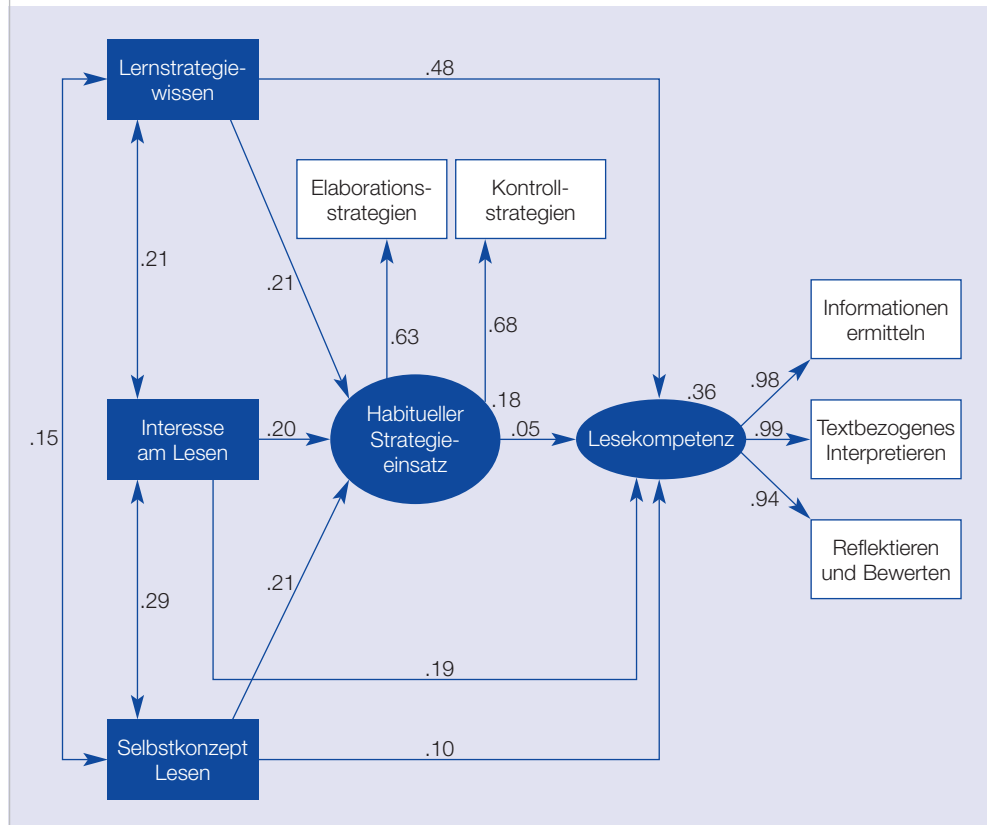 Lernstrategie-
wissen
.48
Elaborations-
strategien
Kontroll-
strategien
.21
.21
.63
.68
Informationen
ermitteln
.98
.36
.18
.15
Interesse
am Lesen
.20
Habitueller
Strategie-
einsatz
.05
Lesekompetenz
.99
Textbezogenes
Interpretieren
.94
Reflektieren
und Bewerten
.29
.21
.19
Selbstkonzept
Lesen
.10